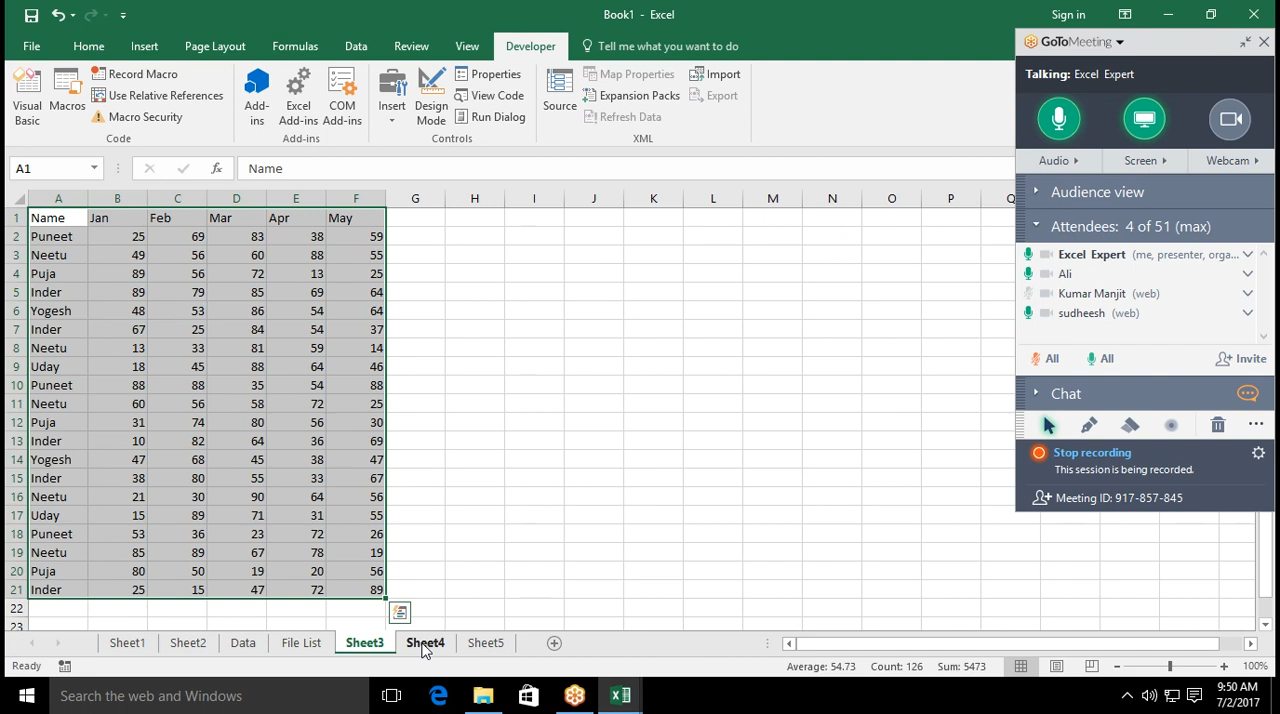 Book1 - Excel
Sign in
File Home Insert Page Layout Formulas Data Review View Developer Tell me what you want to do
Visual Basic
Macros
Record Macro
Use Relative References
Macro Security
Code
Add-ins
Excel Add-ins
COM Add-ins
Add-ins
Insert
Design Mode
Properties
View Code
Run Dialog
Controls
Source
Map Properties
Expansion Packs
Refresh Data
Import
Export
XML
A1 fx Name
A B C D E F G H I J K L M N O P Q
1 Name Jan Feb Mar Apr May
2 Puneet 25 69 83 38 59
3 Neetu 49 56 60 88 55
4 Puja 89 56 72 13 25
5 Inder 89 79 85 69 64
6 Yogesh 48 53 86 54 64
7 Inder 67 25 84 54 37
8 Neetu 13 33 81 59 14
9 Uday 18 45 88 64 46
10 Puneet 88 88 35 54 88
11 Neetu 60 56 58 72 25
12 Puja 31 74 80 56 30
13 Inder 10 82 64 36 69
14 Yogesh 47 68 45 38 47
15 Inder 38 80 55 33 67
16 Neetu 21 30 90 64 56
17 Uday 15 89 71 31 55
18 Puneet 53 36 23 72 26
19 Neetu 85 89 67 78 19
20 Puja 80 50 19 20 56
21 Inder 25 15 47 72 89
22
23
GoToMeeting
Talking: Excel Expert
Audio Screen Webcam
Audience view
Attendees: 4 of 51 (max)
Excel Expert (me, presenter, orga...
Ali
Kumar Manjit (web)
sudheesh (web)
All All Invite
Chat
Stop recording
This session is being recorded.
Meeting ID: 917-857-845
Sheet1 Sheet2 Data File List Sheet3 Sheet4 Sheet5
Ready Average: 54.73 Count: 126 Sum: 5473 100%
Search the web and Windows
9:50 AM
7/2/2017